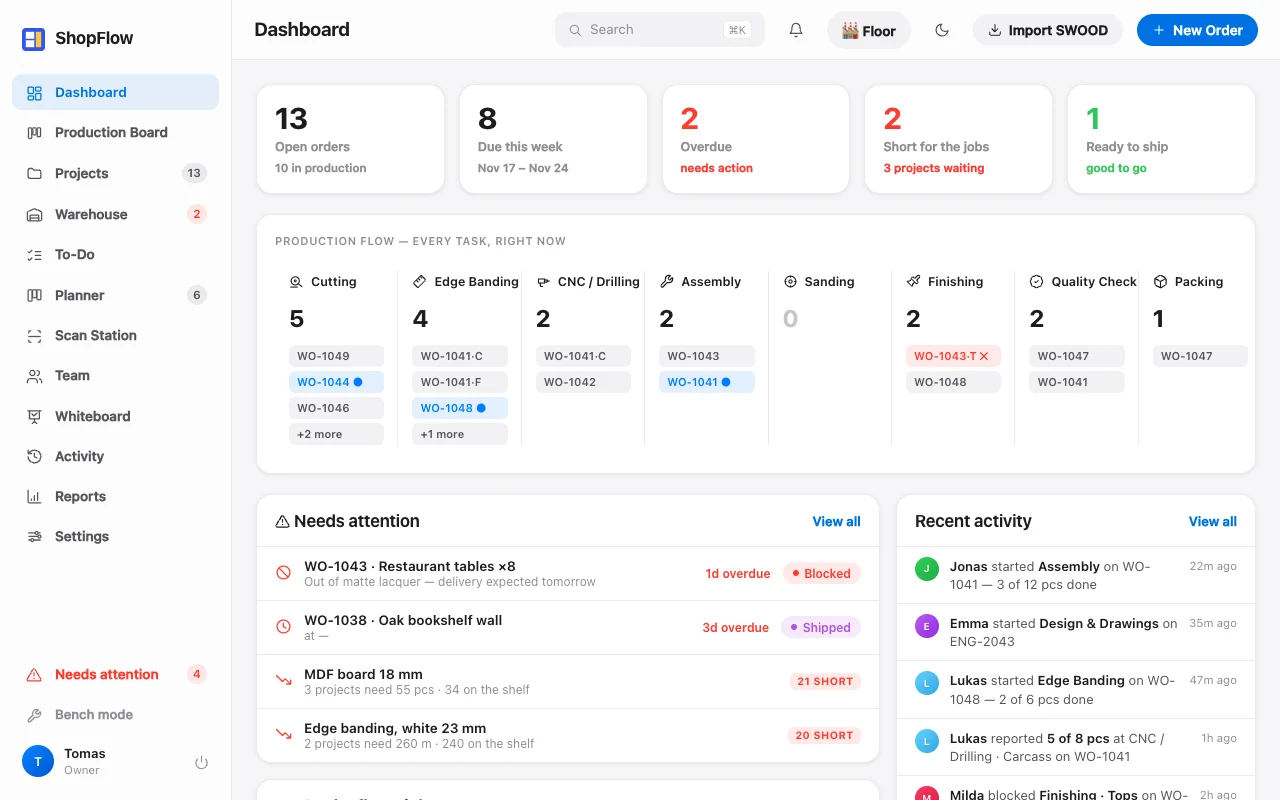 ShopFlow
Dashboard
Production Board
Projects 13
Warehouse 2
To-Do
Planner 6
Scan Station
Team
Whiteboard
Activity
Reports
Settings
Needs attention 4
Bench mode
T
Tomas
Owner
Dashboard
Search ⌘K
Floor
Import SWOOD
+ New Order
13
Open orders
10 in production
8
Due this week
Nov 17 – Nov 24
2
Overdue
needs action
2
Short for the jobs
3 projects waiting
1
Ready to ship
good to go
PRODUCTION FLOW — EVERY TASK, RIGHT NOW
Cutting
5
WO-1049
WO-1044
WO-1046
+2 more
Edge Banding
4
WO-1041·C
WO-1041·F
WO-1048
+1 more
CNC / Drilling
2
WO-1041·C
WO-1042
Assembly
2
WO-1043
WO-1041
Sanding
0
Finishing
2
WO-1043·T
WO-1048
Quality Check
2
WO-1047
WO-1041
Packing
1
WO-1047
Needs attention View all
WO-1043 · Restaurant tables ×8
Out of matte lacquer — delivery expected tomorrow
1d overdue Blocked
WO-1038 · Oak bookshelf wall
at —
3d overdue Shipped
MDF board 18 mm
3 projects need 55 pcs · 34 on the shelf
21 SHORT
Edge banding, white 23 mm
2 projects need 260 m · 240 on the shelf
20 SHORT
Recent activity View all
J
Jonas started Assembly on WO-
1041 — 3 of 12 pcs done
22m ago
E
Emma started Design & Drawings on
ENG-2043
35m ago
L
Lukas started Edge Banding on WO-
1048 — 2 of 6 pcs done
47m ago
L
Lukas reported 5 of 8 pcs at CNC /
Drilling · Carcass on WO-1041
1h ago
M
Milda blocked Finishing · Tops on WO-
2h ago